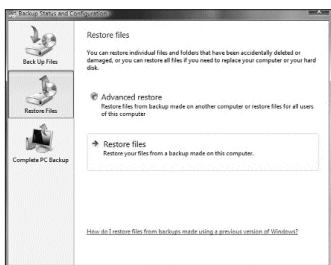 Backup Status and Configuration
Back Up Files
Restore Files
Complete PC Backup
Restore files
You can restore individual files and folders that have been accidentally deleted or
damaged, or you can restore all files if you need to replace your computer or your hard
disk.
Advanced restore
Restore files from backup made on another computer or restore files for all users
of this computer
Restore files
Restore your files from a backup made on this computer.
How do I restore files from backups made using a previous version of Windows?